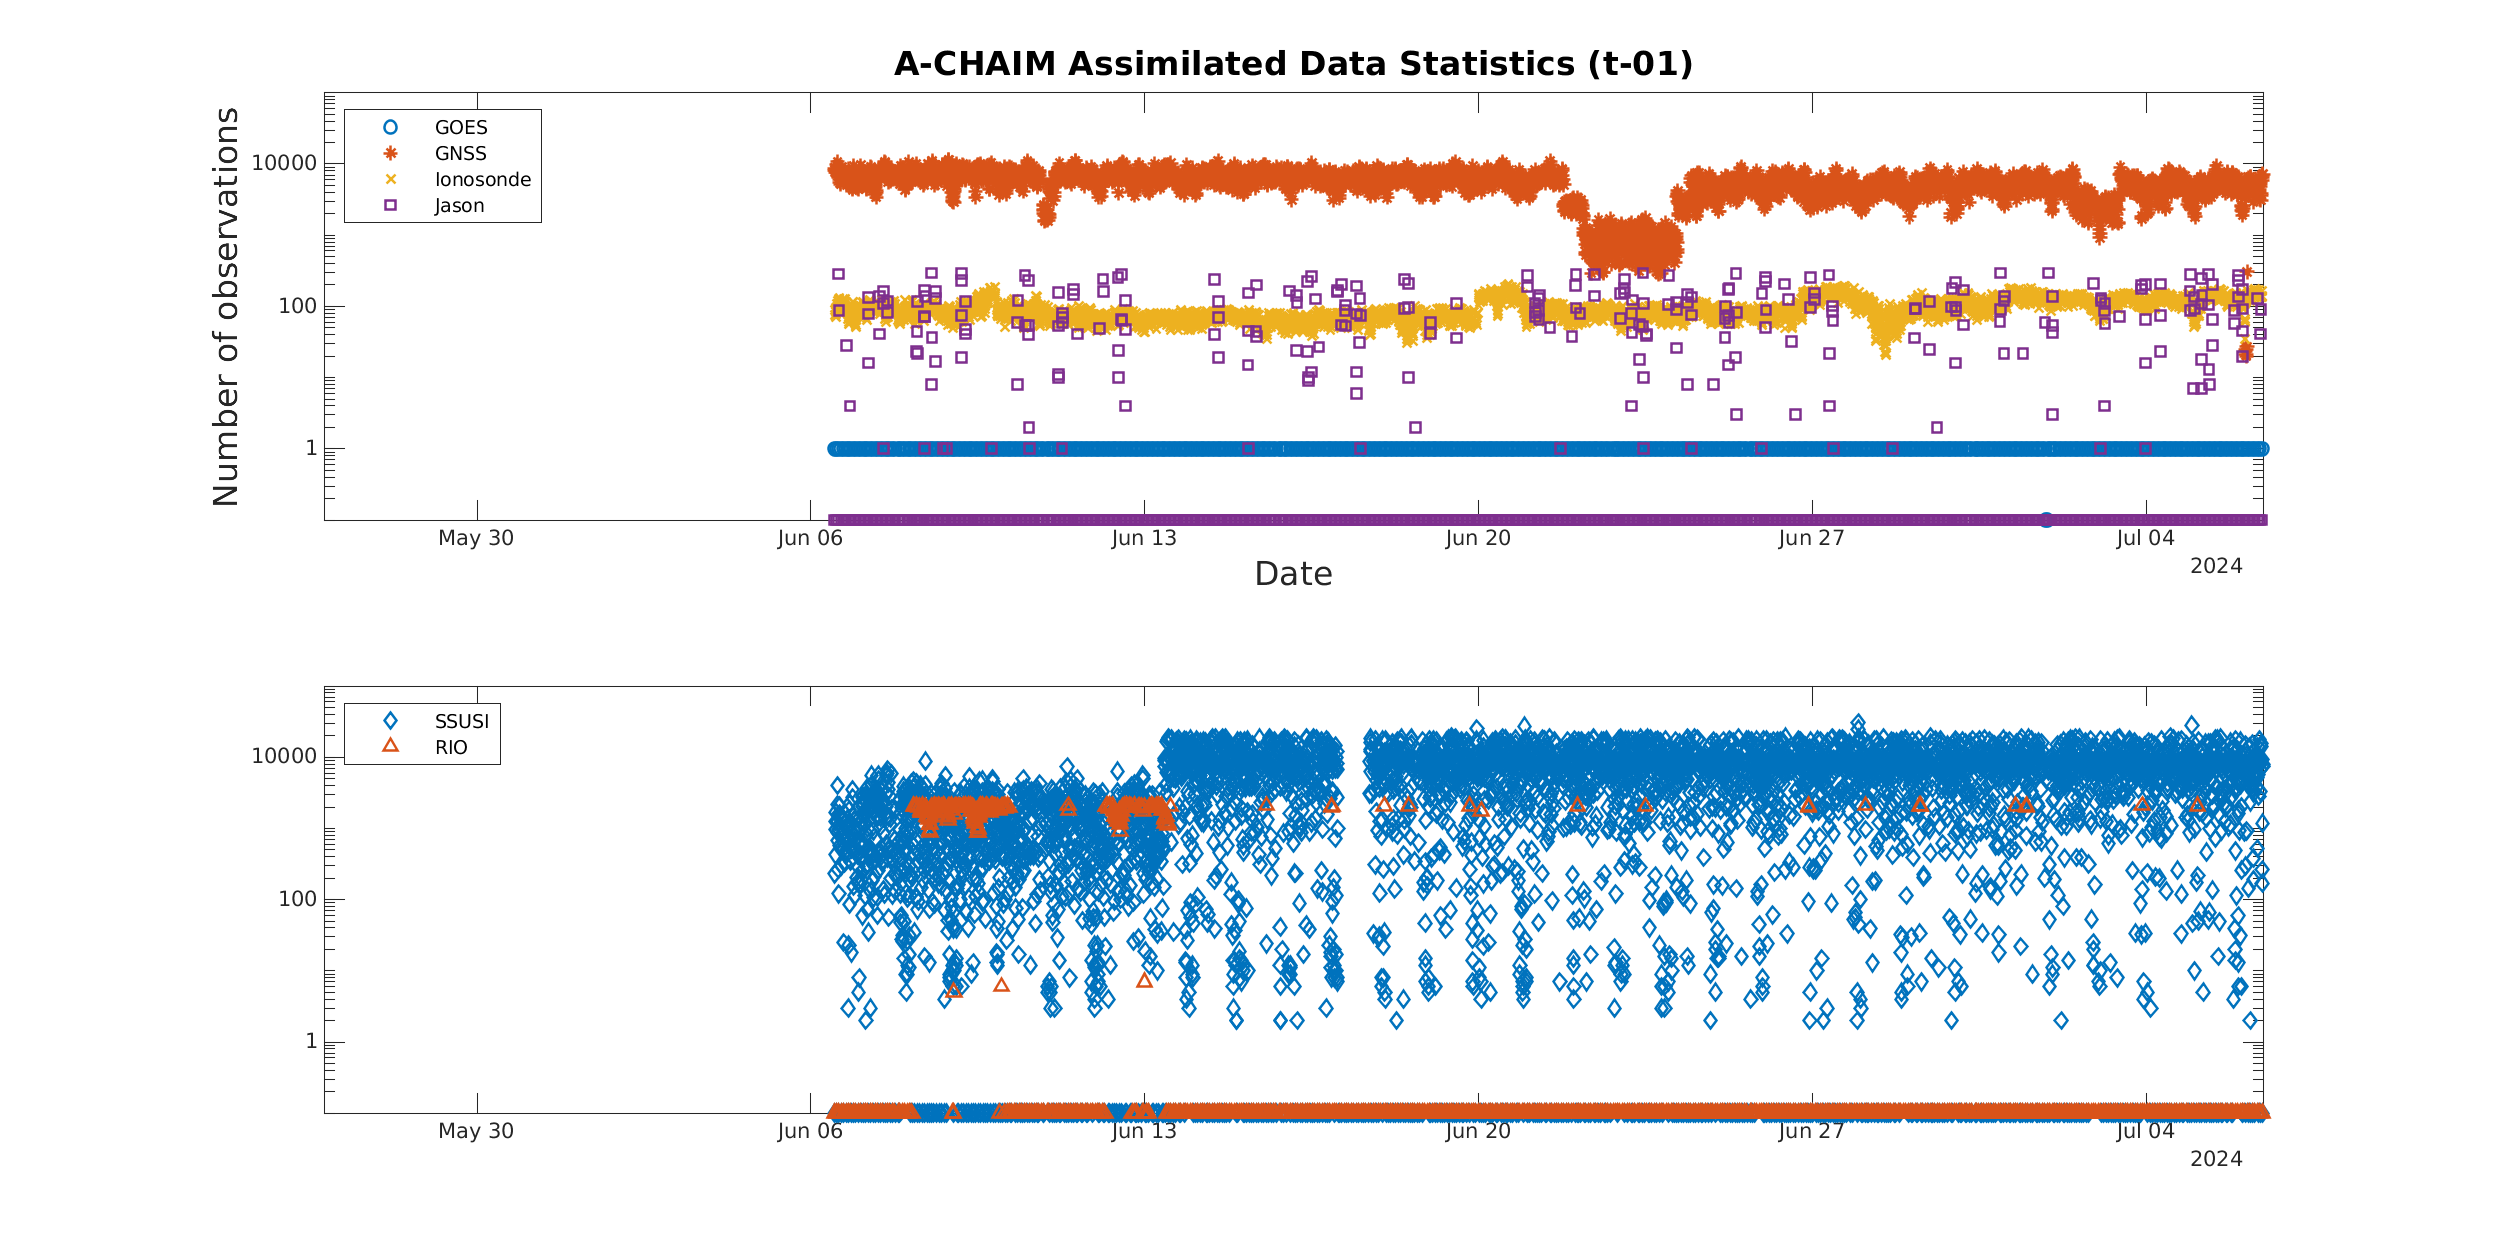 A-CHAIM Assimilated Data Statistics (t-01)
Number of observations
10000
100
1
GOES
GNSS
Ionosonde
Jason
May 30
Jun 06
Jun 13
Jun 20
Jun 27
Jul 04
2024
Date
10000
100
1
SSUSI
RIO
May 30
Jun 06
Jun 13
Jun 20
Jun 27
Jul 04
2024